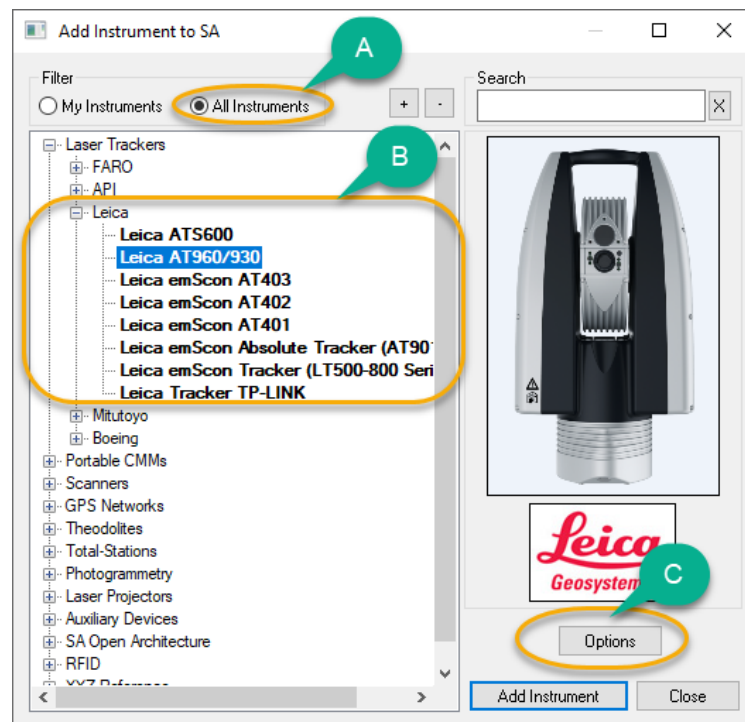 Add Instrument to SA
A
Filter
My Instruments
All Instruments
+
-
Search
X
Laser Trackers
FARO
API
B
Leica
Leica ATS600
Leica AT960/930
Leica emScon AT403
Leica emScon AT402
Leica emScon AT401
Leica emScon Absolute Tracker (AT90
Leica emScon Tracker (LT500-800 Seri
Leica Tracker TP-LINK
Mitutoyo
Boeing
Portable CMMs
Scanners
GPS Networks
Theodolites
Total-Stations
Photogrammetry
Laser Projectors
Auxiliary Devices
SA Open Architecture
RFID
XYZ Reference
Leica
Geosystem
C
Options
Add Instrument
Close